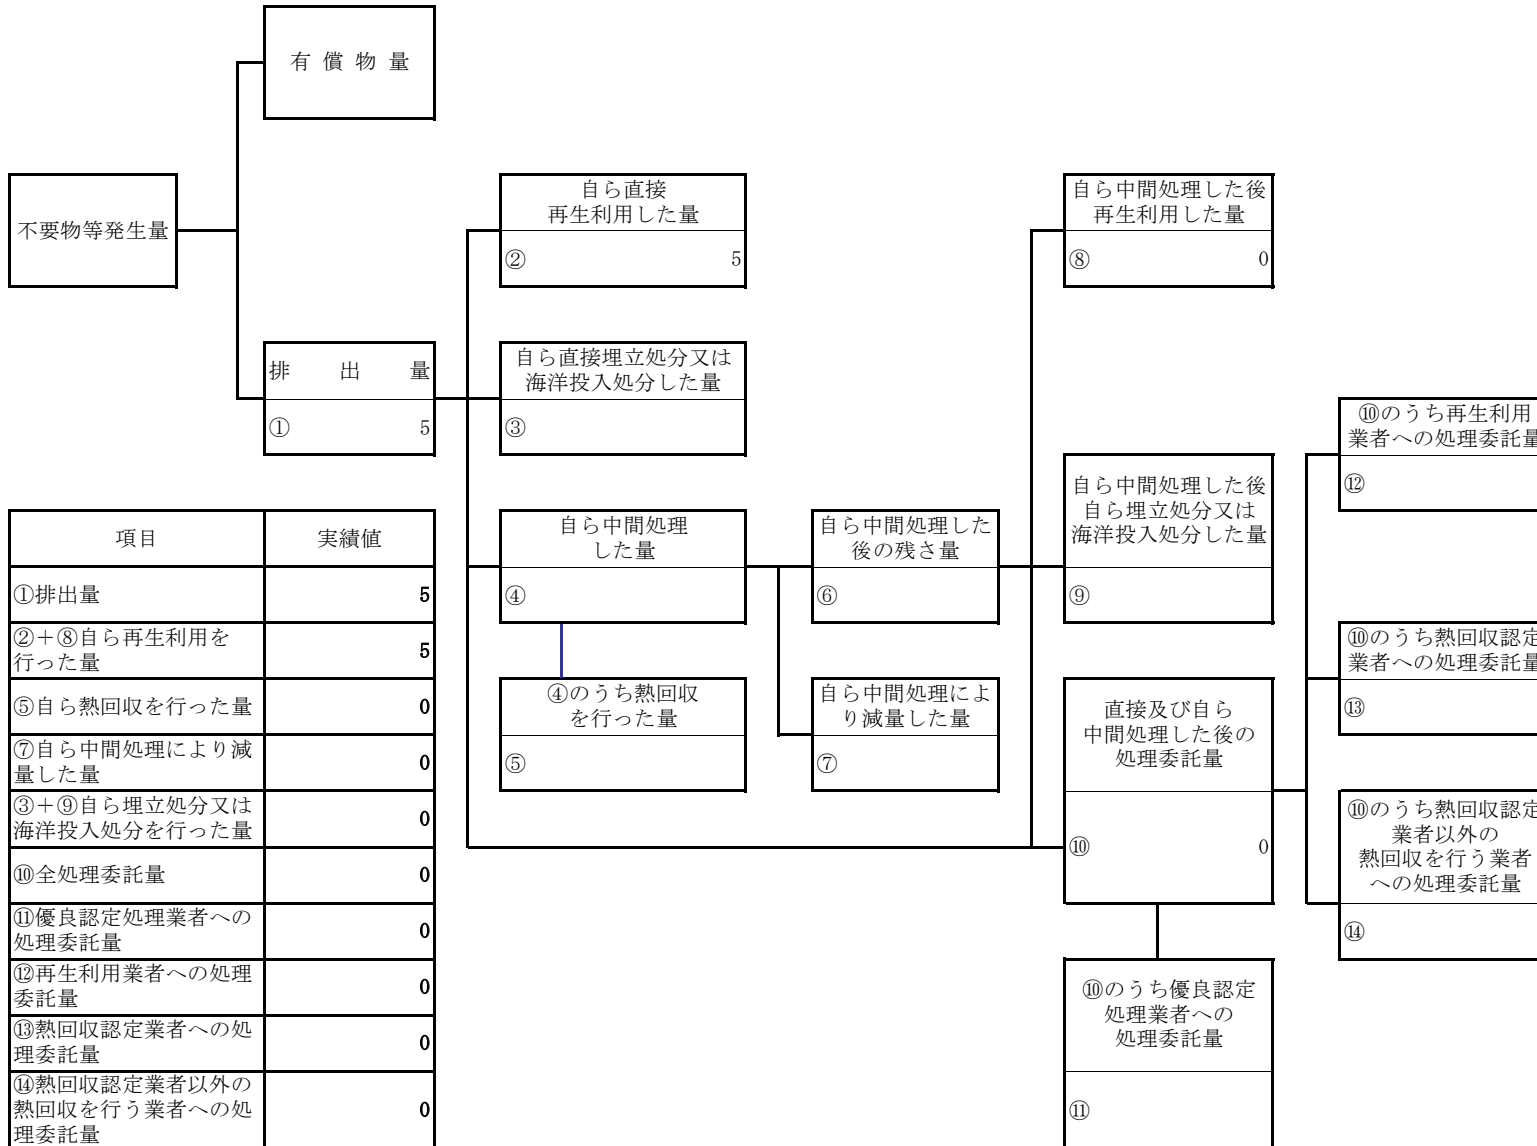 有償物量
不要物等発生量
排出量
① 5
自ら直接
再生利用した量
② 5
自ら直接埋立処分又は
海洋投入処分した量
③
自ら中間処理
した量
④
④のうち熱回収
を行った量
⑤
自ら中間処理した
後の残さ量
⑥
自ら中間処理によ
り減量した量
⑦
自ら中間処理した後
再生利用した量
⑧ 0
自ら中間処理した後
自ら埋立処分又は
海洋投入処分した量
⑨
直接及び自ら
中間処理した後の
処理委託量
⑩ 0
⑩のうち優良認定
処理業者への
処理委託量
⑪
⑩のうち再生利用
業者への処理委託量
⑫
⑩のうち熱回収認定
業者への処理委託量
⑬
⑩のうち熱回収認定
業者以外の
熱回収を行う業者
への処理委託量
⑭
項目 実績値
①排出量 5
②+⑧自ら再生利用を
行った量 5
⑤自ら熱回収を行った量 0
⑦自ら中間処理により減
量した量 0
③+⑨自ら埋立処分又は
海洋投入処分を行った量 0
⑩全処理委託量 0
⑪優良認定処理業者への
処理委託量 0
⑫再生利用業者への処理
委託量 0
⑬熱回収認定業者への処
理委託量 0
⑭熱回収認定業者以外の
熱回収を行う業者への処 0
理委託量